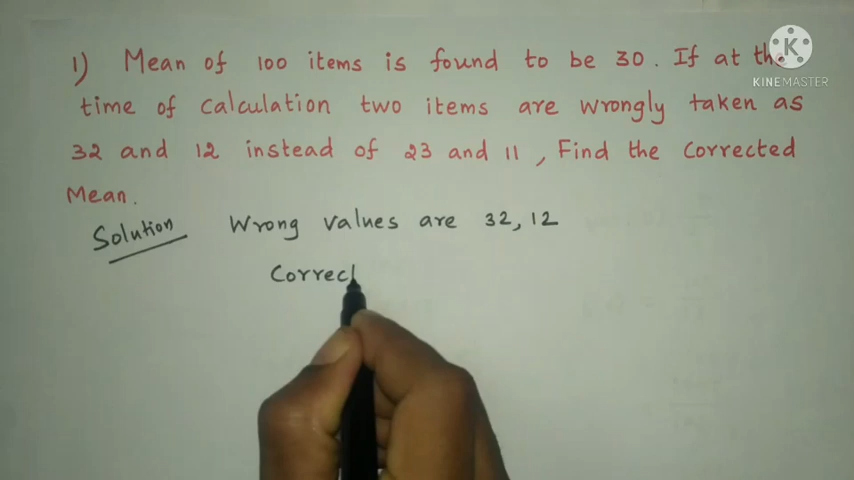 1) Mean of 100 items is found to be 30. If at the
time of calculation two items are wrongly taken as
32 and 12 instead of 23 and 11, Find the corrected
Mean.
Solution Wrong values are 32, 12
Correct
K
KINEMASTER